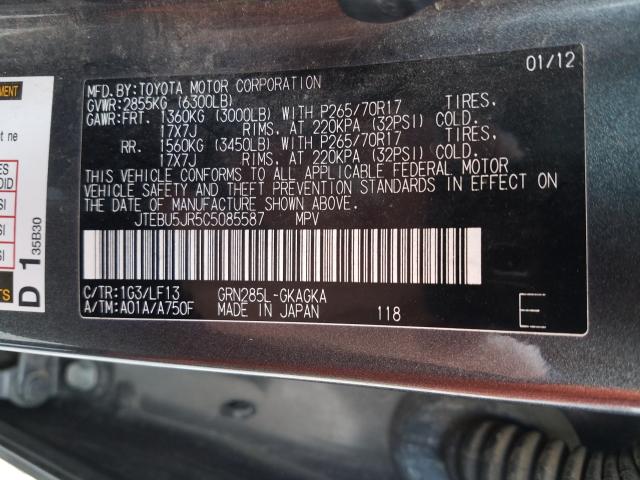 01/12
MFD.BY:TOYOTA MOTOR CORPORATION
GVWR:2855KG (6300LB)
GAWR:FRT. 1360KG (3000LB) WITH P265/70R17 TIRES,
17X7J RIMS, AT 220KPA (32PSI) COLD.
RR. 1560KG (3450LB) WITH P265/70R17 TIRES,
17X7J RIMS, AT 220KPA (32PSI) COLD.
THIS VEHICLE CONFORMS TO ALL APPLICABLE FEDERAL MOTOR
VEHICLE SAFETY AND THEFT PREVENTION STANDARDS IN EFFECT ON
THE DATE OF MANUFACTURE SHOWN ABOVE.
JTEBU5JR5C5085587 MPV
C/TR:1G3/LF13 GRN285L-GKAGKA
A/TM:A01A/A750F MADE IN JAPAN 118 E
D 1
35B30